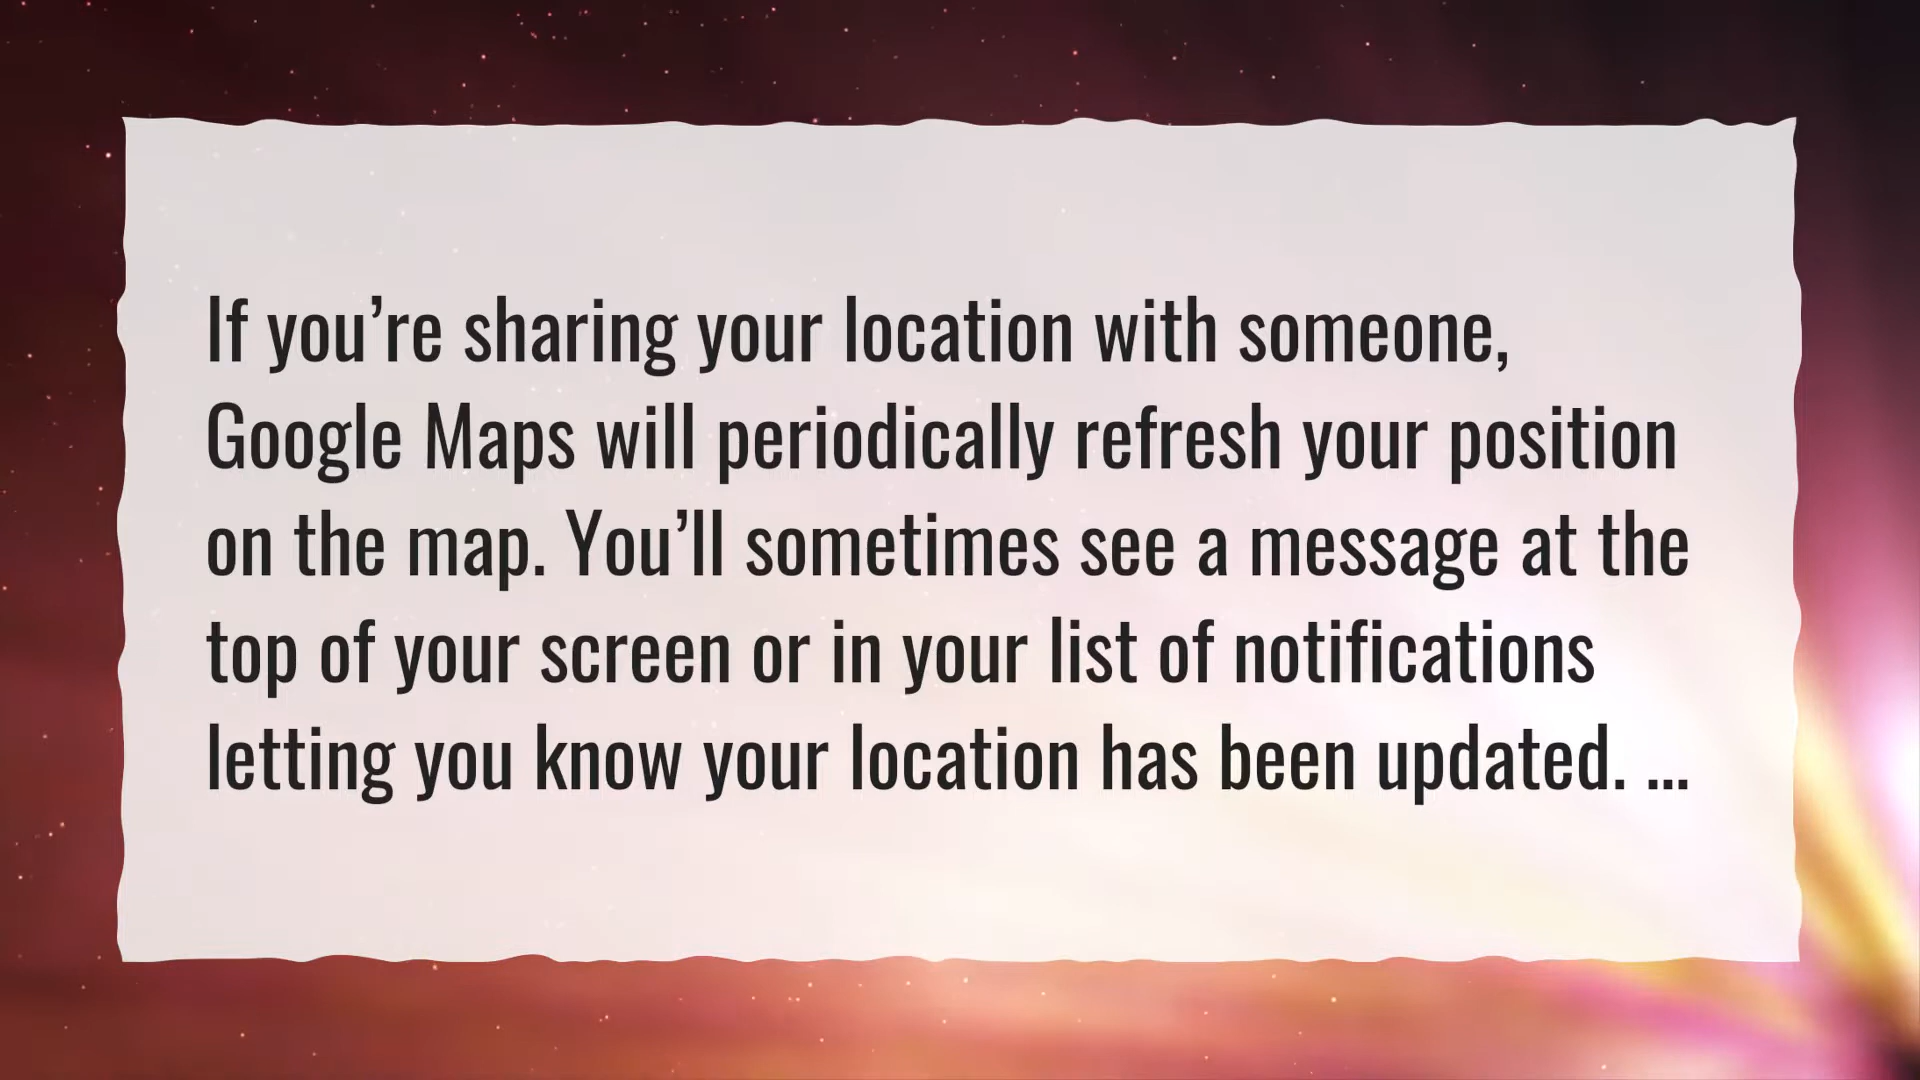 If you’re sharing your location with someone,
Google Maps will periodically refresh your position
on the map. You’ll sometimes see a message at the
top of your screen or in your list of notifications
letting you know your location has been updated. ...